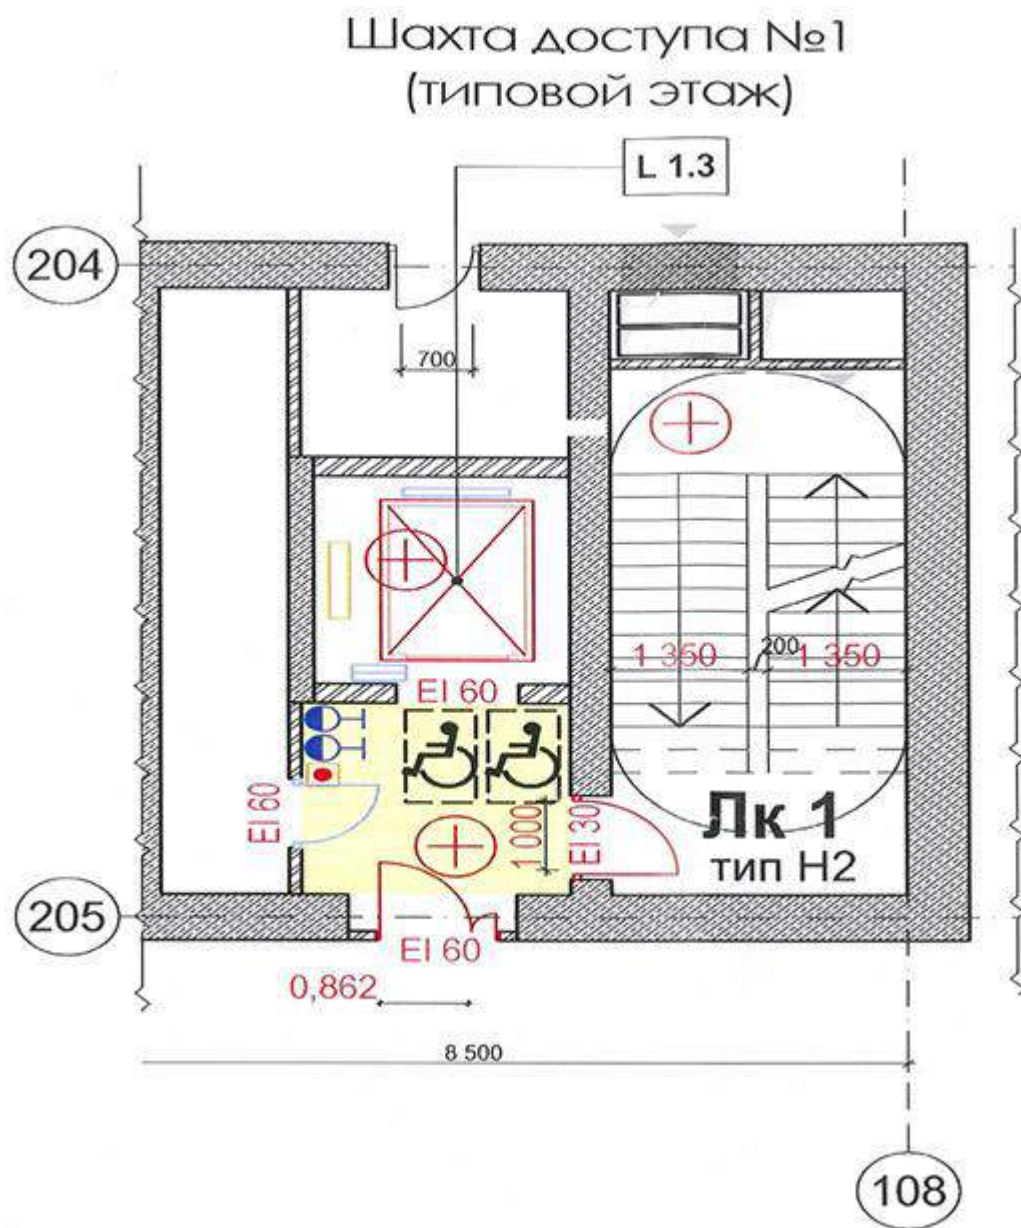 Шахта доступа №1
(типовой этаж)
L 1.3
204
700
1 350
200
1 350
EI 60
EI 60
1 000
EI 30
Лк 1
тип Н2
205
EI 60
0,862
8 500
108